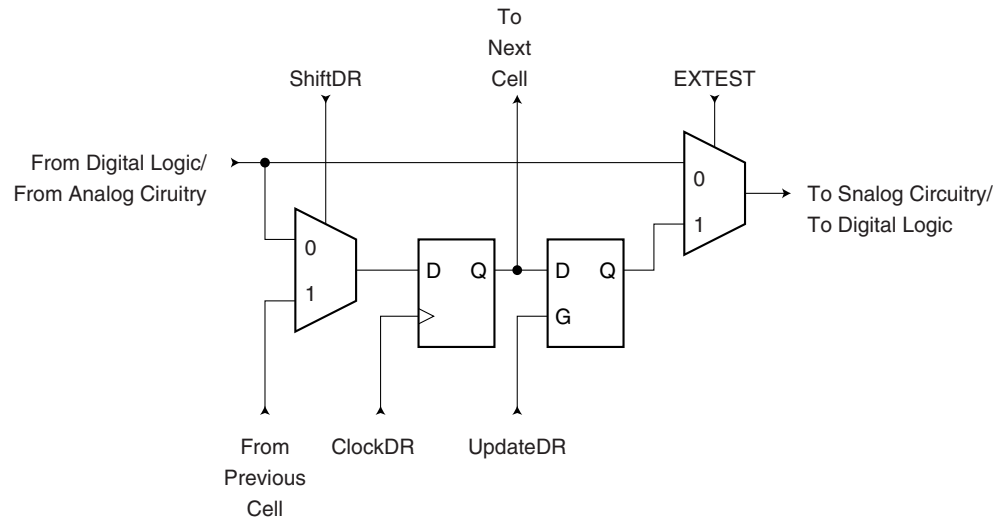 To
Next
Cell
ShiftDR
EXTEST
From Digital Logic/
From Analog Ciruitry
0
1
To Snalog Circuitry/
To Digital Logic
0
1
D Q
D Q
G
From
Previous
Cell
ClockDR
UpdateDR